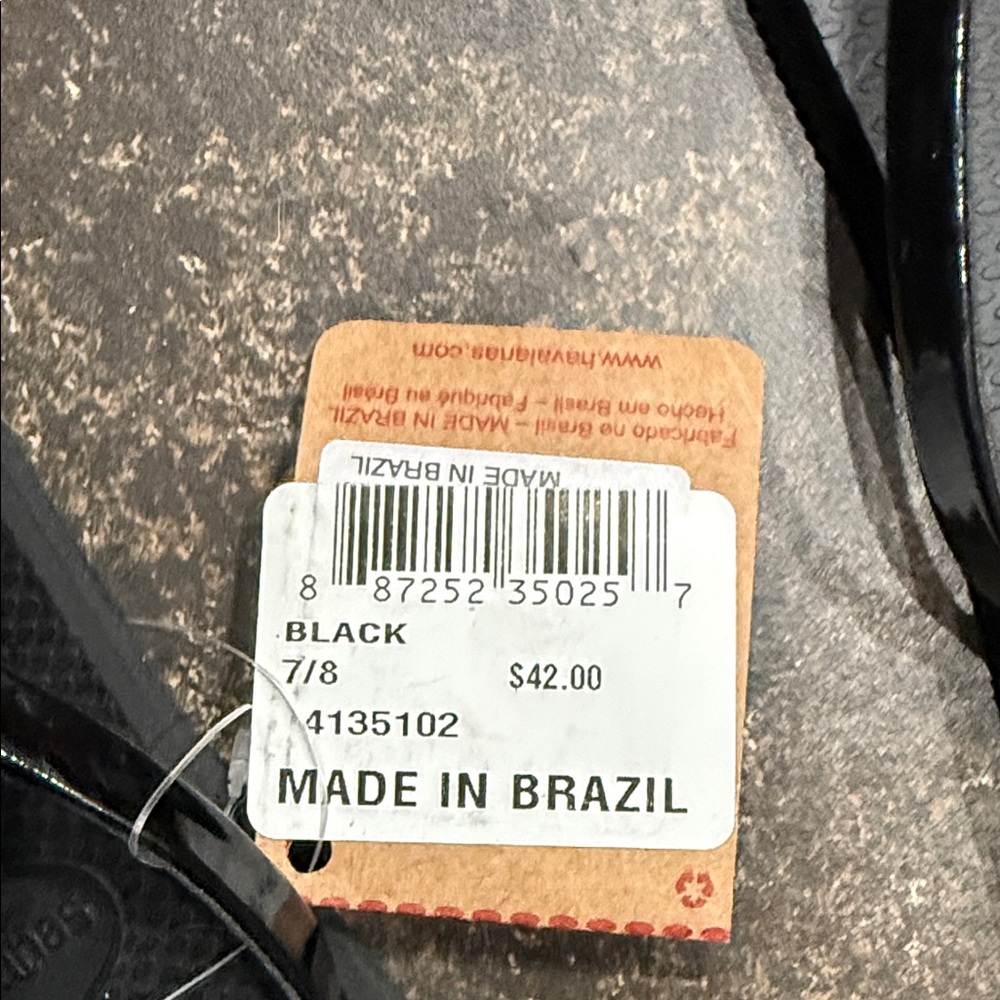 www.havaianas.com
Hecho em Brasil – Fabriqué au Brésil
Fabricado no Brasil – MADE IN BRAZIL
MADE IN BRAZIL
8 87252 35025 7
BLACK
7/8 $42.00
4135102
MADE IN BRAZIL